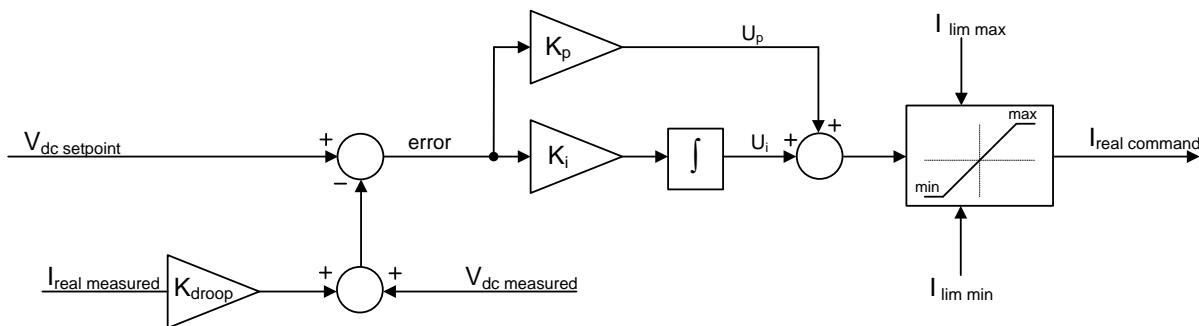 I lim max
Kp
Up
max
min
Vdc setpoint
+
−
error
Ki
∫
Ui
+
+
Ireal command
Ireal measured
Kdroop
+
+
Vdc measured
I lim min